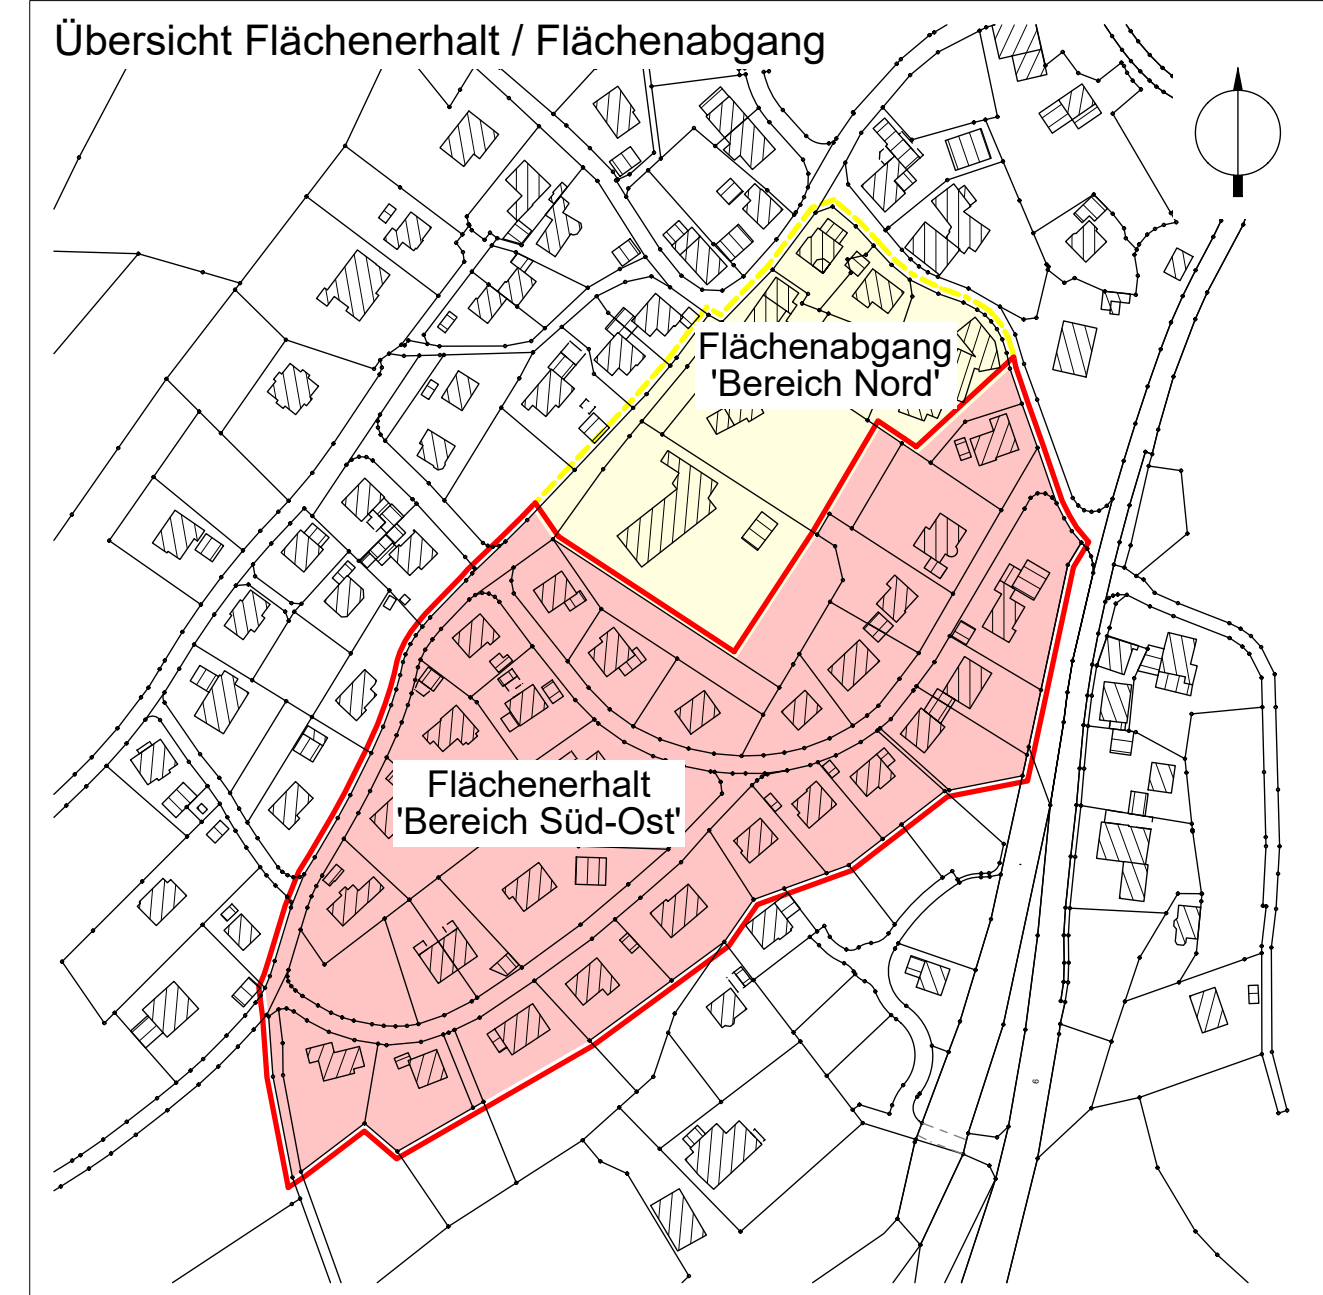 Übersicht Flächenerhalt / Flächenabgang
Flächenabgang
'Bereich Nord'
Flächenerhalt
'Bereich Süd-Ost'